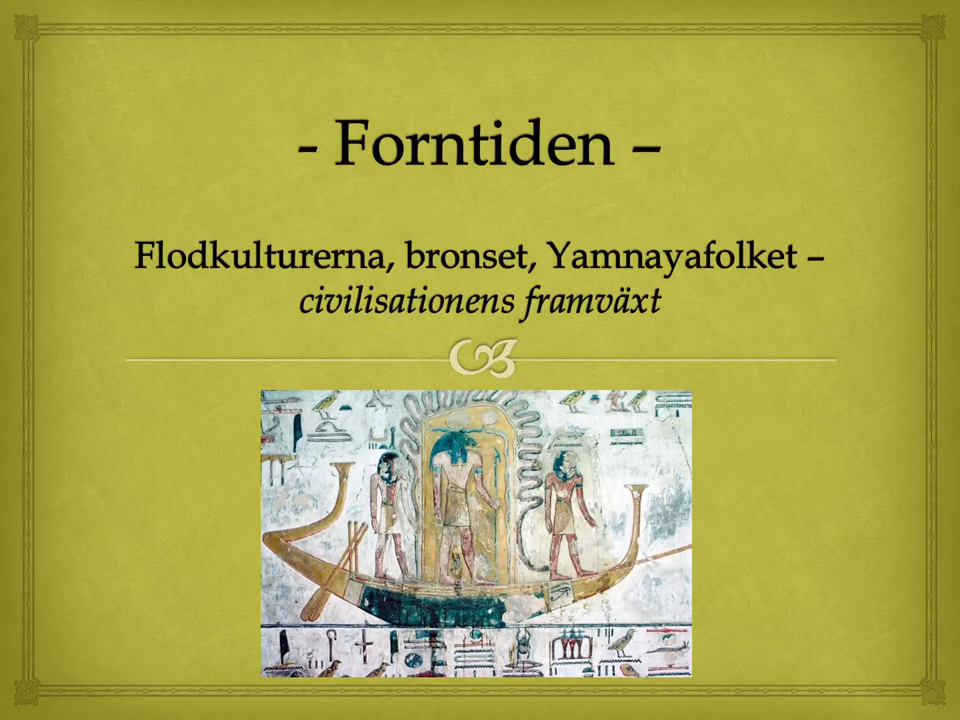 - Forntiden –
Flodkulturerna, bronset, Yamnayafolket –
civilisationens framväxt